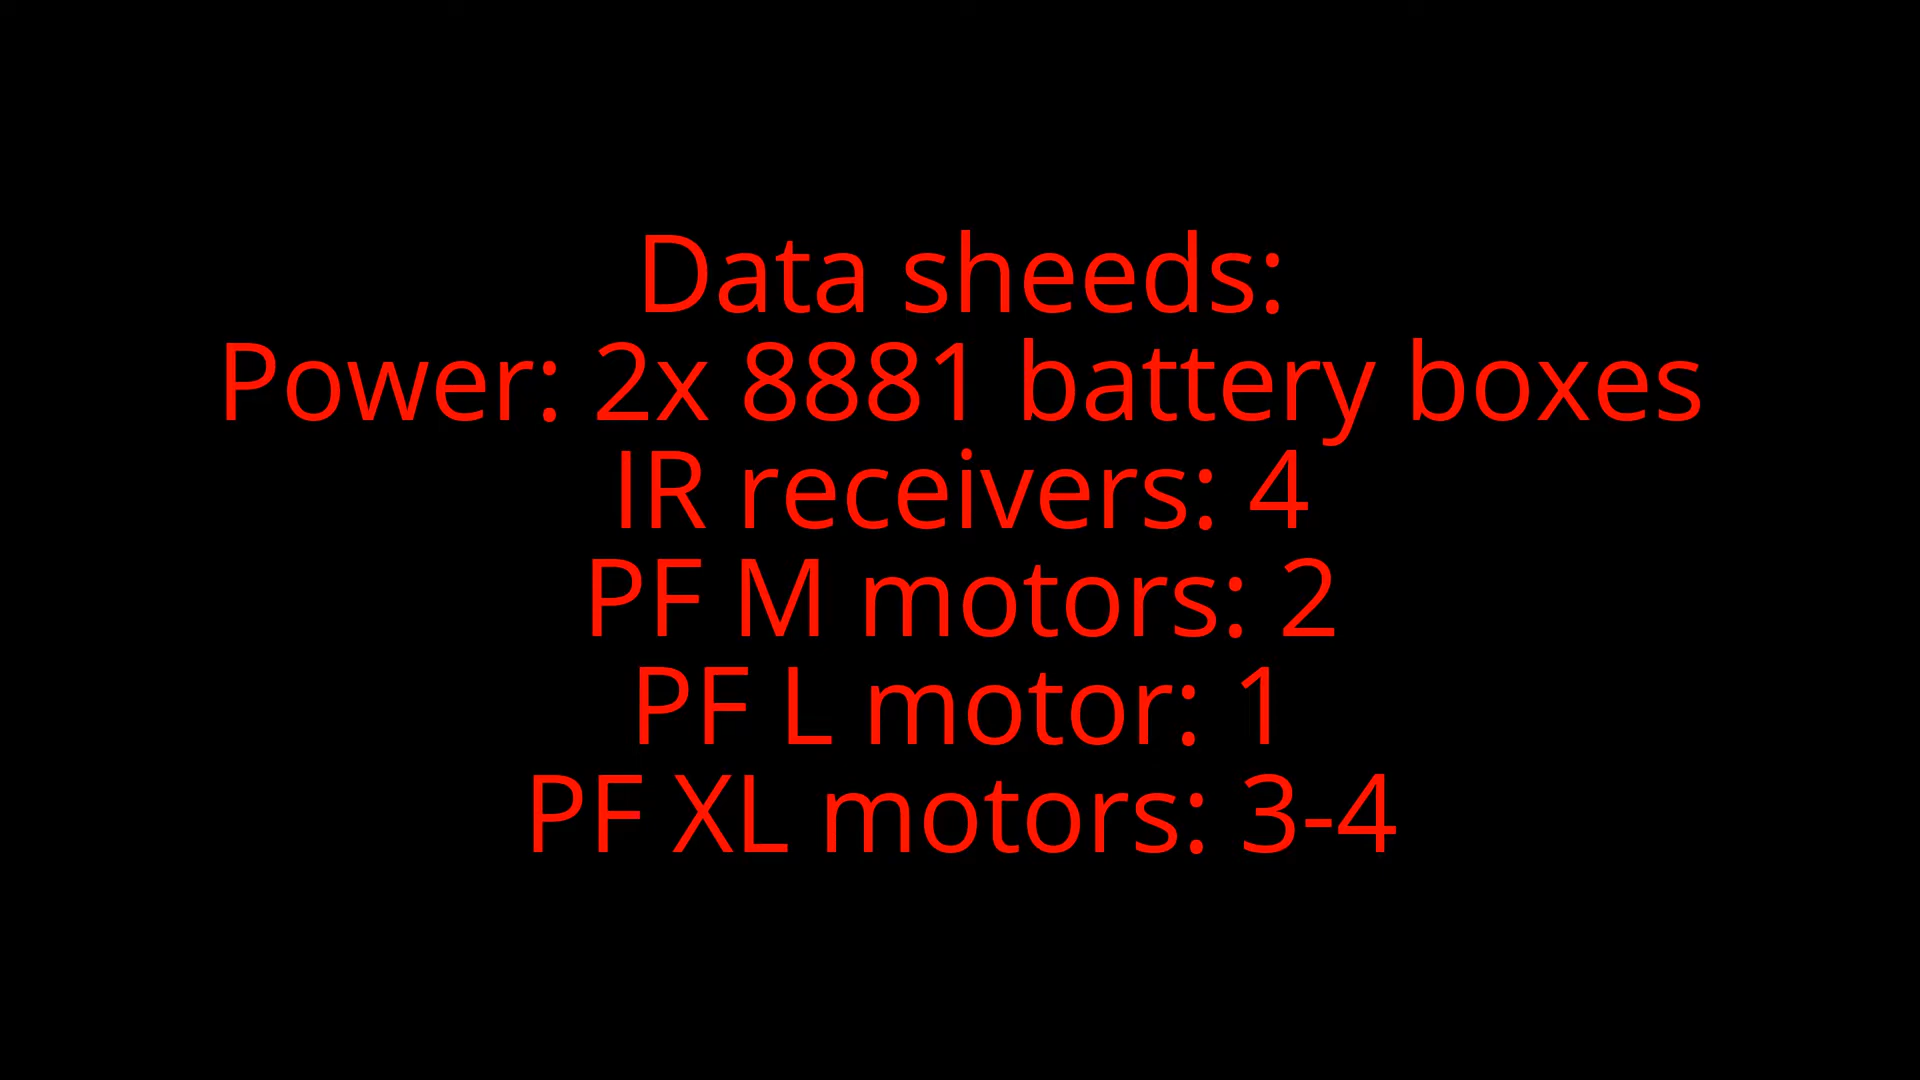 Data sheeds:
Power: 2x 8881 battery boxes
IR receivers: 4
PF M motors: 2
PF L motor: 1
PF XL motors: 3-4